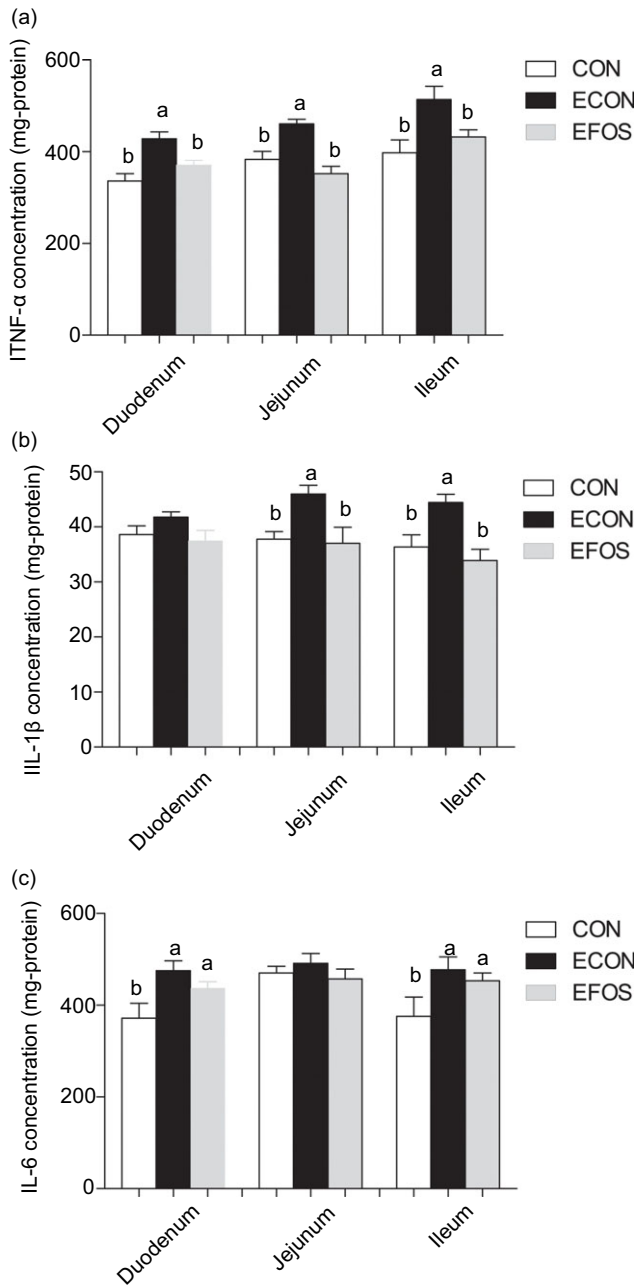 (a)
ITNF-α concentration (mg-protein)
600
400
200
0
b
a
b
b
a
b
b
a
b
Duodenum
Jejunum
Ileum
CON
ECON
EFOS
(b)
IIL-1β concentration (mg-protein)
50
40
30
20
10
0
b
a
b
b
a
b
Duodenum
Jejunum
Ileum
CON
ECON
EFOS
(c)
IL-6 concentration (mg-protein)
600
400
200
0
b
a
a
b
a
a
Duodenum
Jejunum
Ileum
CON
ECON
EFOS